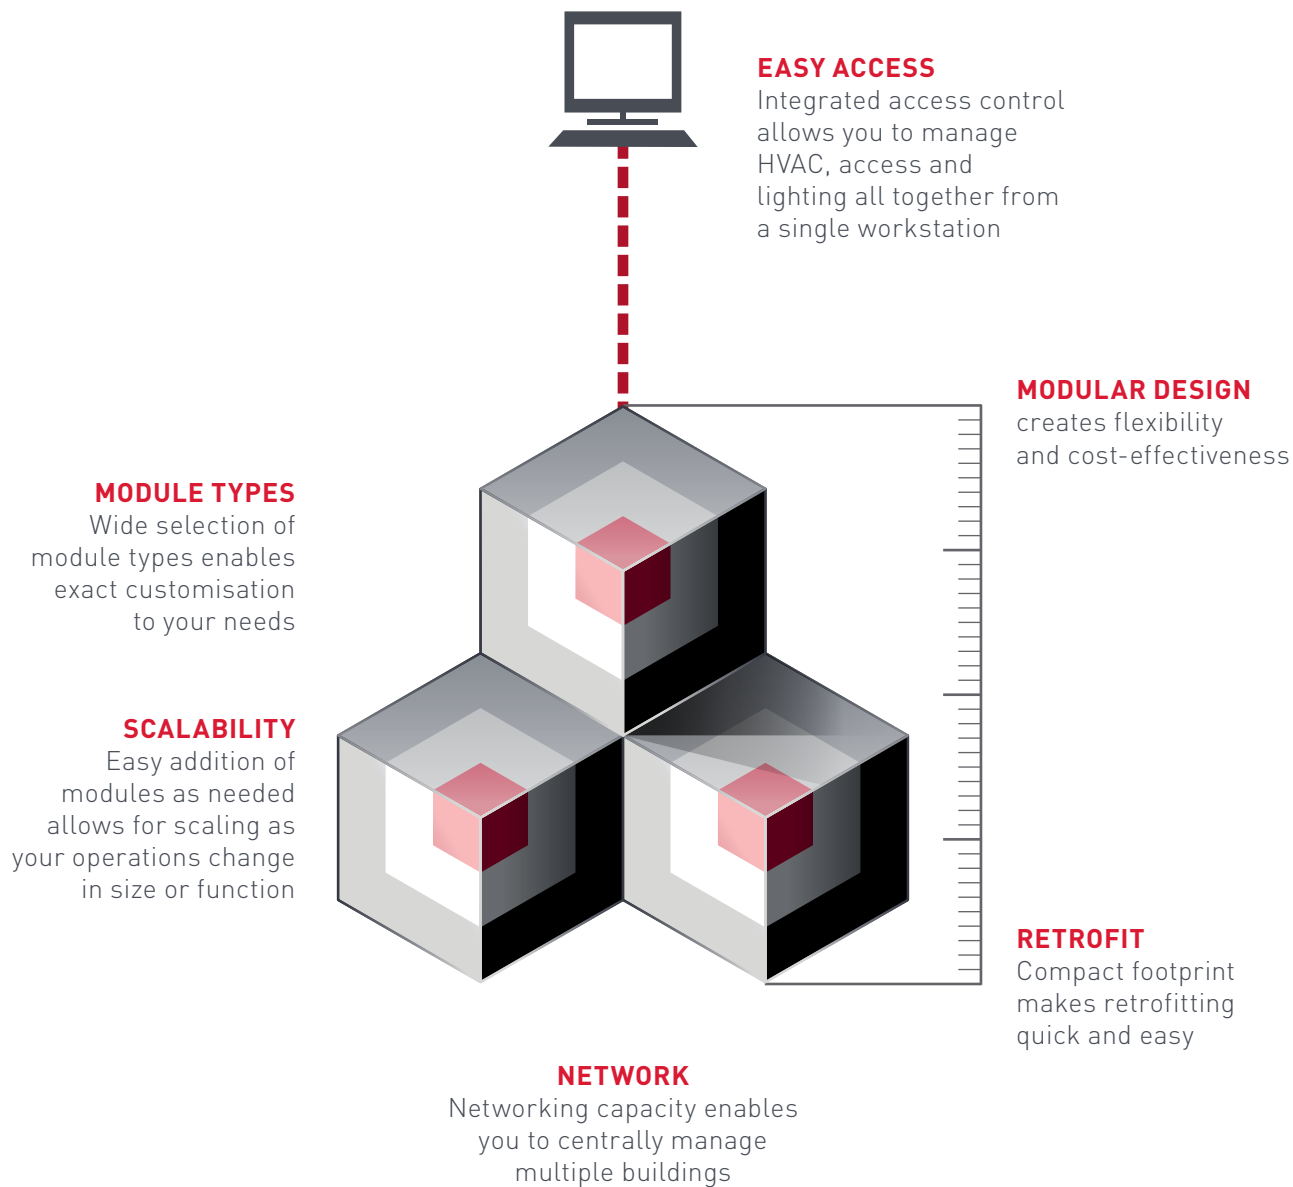 EASY ACCESS
Integrated access control
allows you to manage
HVAC, access and
lighting all together from
a single workstation
MODULAR DESIGN
creates flexibility
and cost-effectiveness
MODULE TYPES
Wide selection of
module types enables
exact customisation
to your needs
SCALABILITY
Easy addition of
modules as needed
allows for scaling as
your operations change
in size or function
RETROFIT
Compact footprint
makes retrofitting
quick and easy
NETWORK
Networking capacity enables
you to centrally manage
multiple buildings